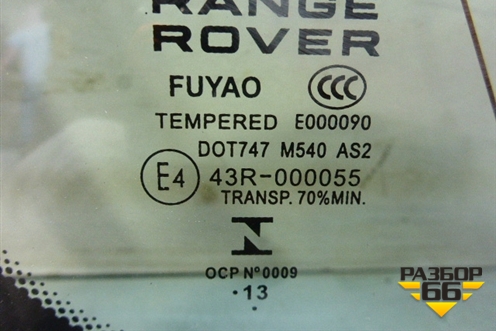 RANGE
ROVER
FUYAO CCC
TEMPERED E000090
DOT747 M540 AS2
E4 43R-000055
TRANSP. 70%MIN.
OCP Nº0009
·13
РАЗБОР
66